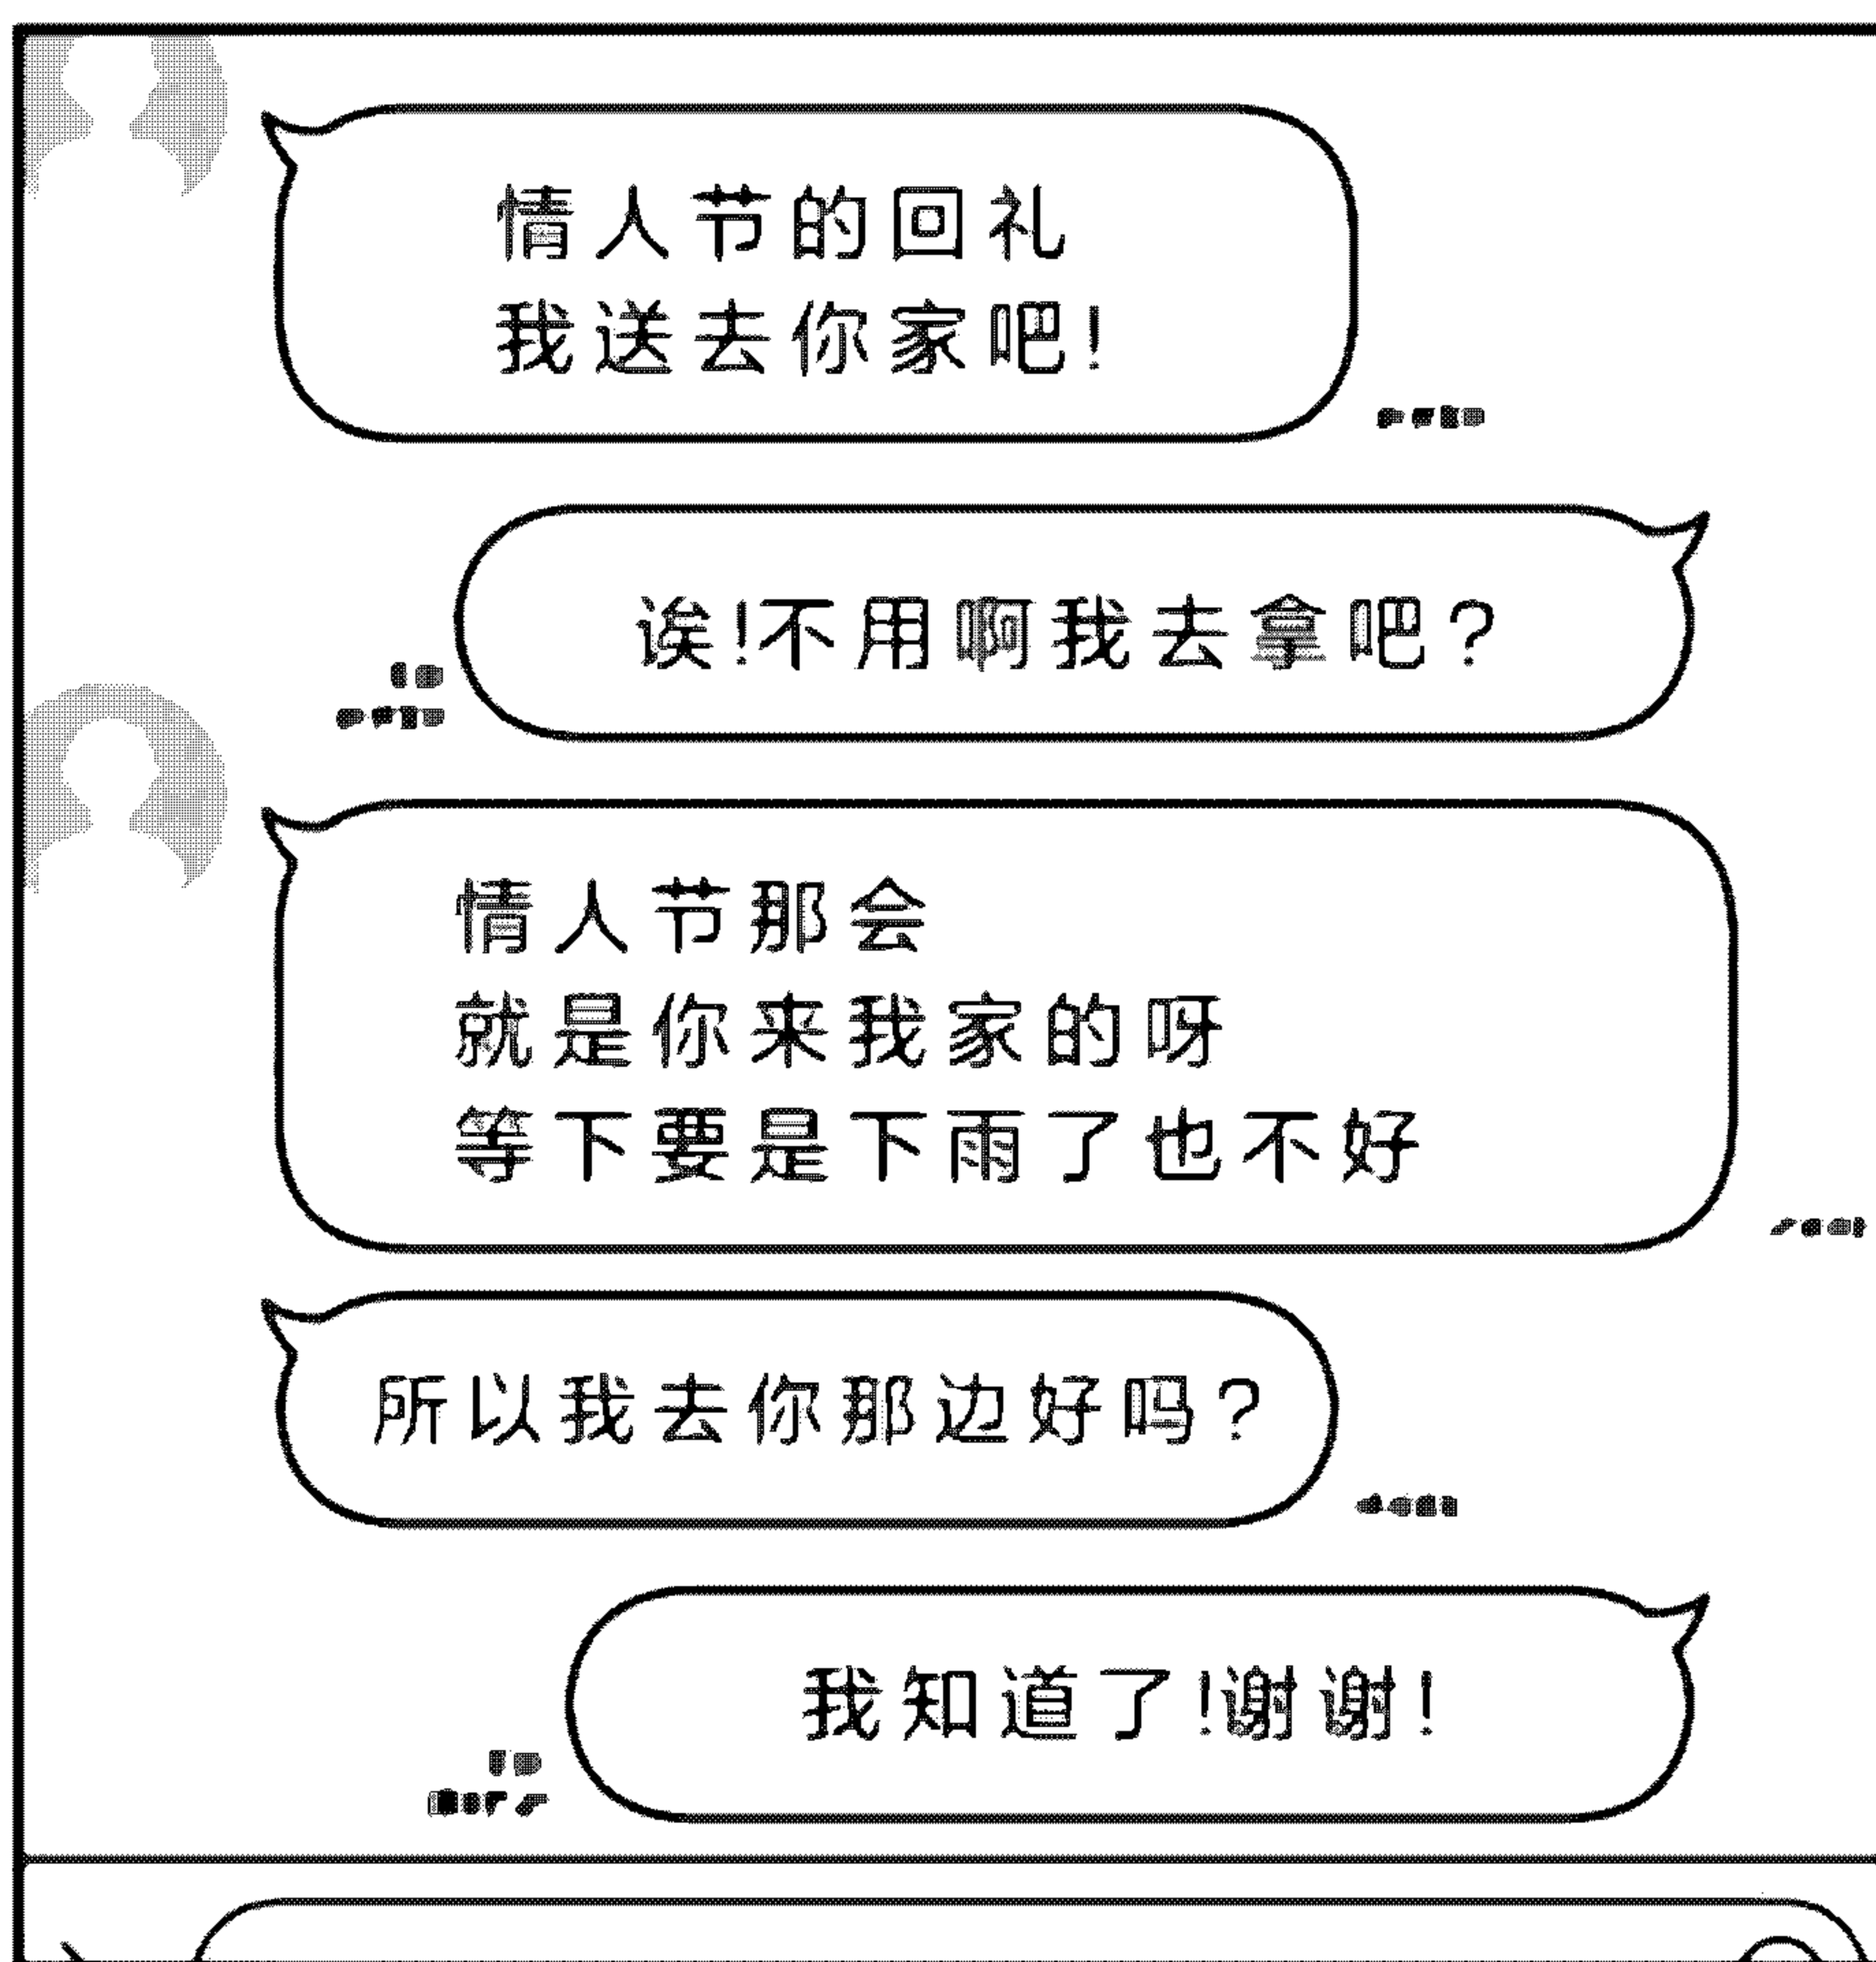 情人节的回礼
我送去你家吧!
诶!不用啊我去拿吧?
情人节那会
就是你来我家的呀
等下要是下雨了也不好
所以我去你那边好吗?
我知道了!谢谢!